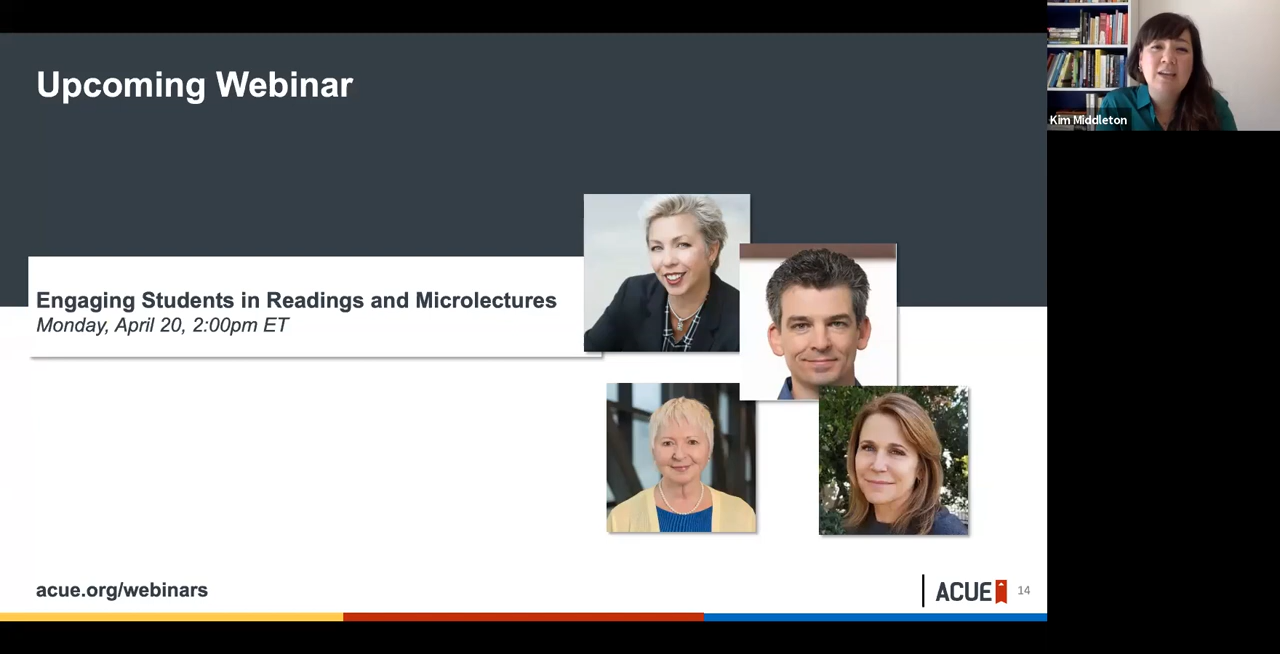 Upcoming Webinar
Kim Middleton
Engaging Students in Readings and Microlectures
Monday, April 20, 2:00pm ET
acue.org/webinars
ACUE
14